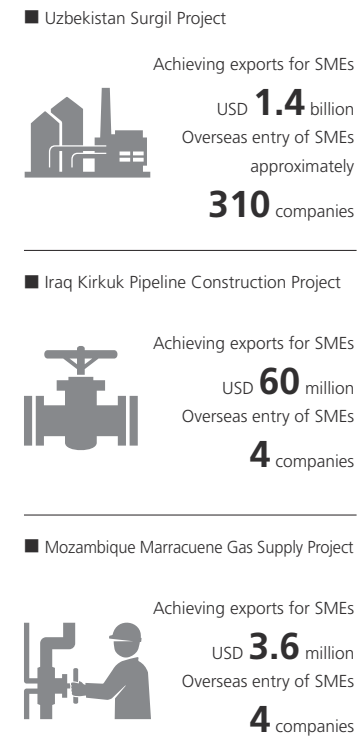 ■ Uzbekistan Surgil Project
Achieving exports for SMEs
USD 1.4 billion
Overseas entry of SMEs
approximately
310 companies
■ Iraq Kirkuk Pipeline Construction Project
Achieving exports for SMEs
USD 60 million
Overseas entry of SMEs
4 companies
■ Mozambique Marracuene Gas Supply Project
Achieving exports for SMEs
USD 3.6 million
Overseas entry of SMEs
4 companies